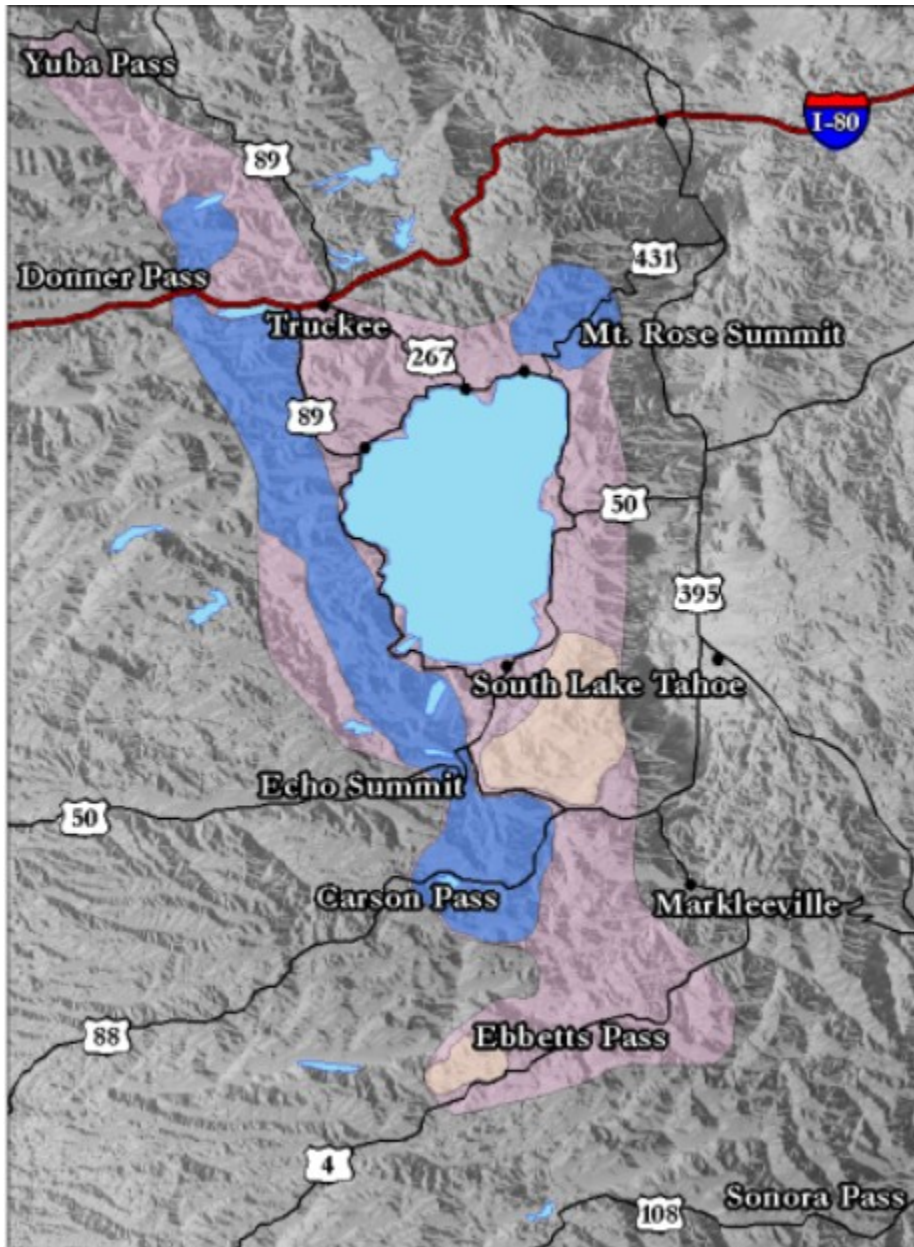 Yuba Pass
I-80
89
431
Donner Pass
Truckee
Mt. Rose Summit
267
89
50
395
South Lake Tahoe
Echo Summit
50
Carson Pass
Markleeville
88
Ebbetts Pass
4
Sonora Pass
108